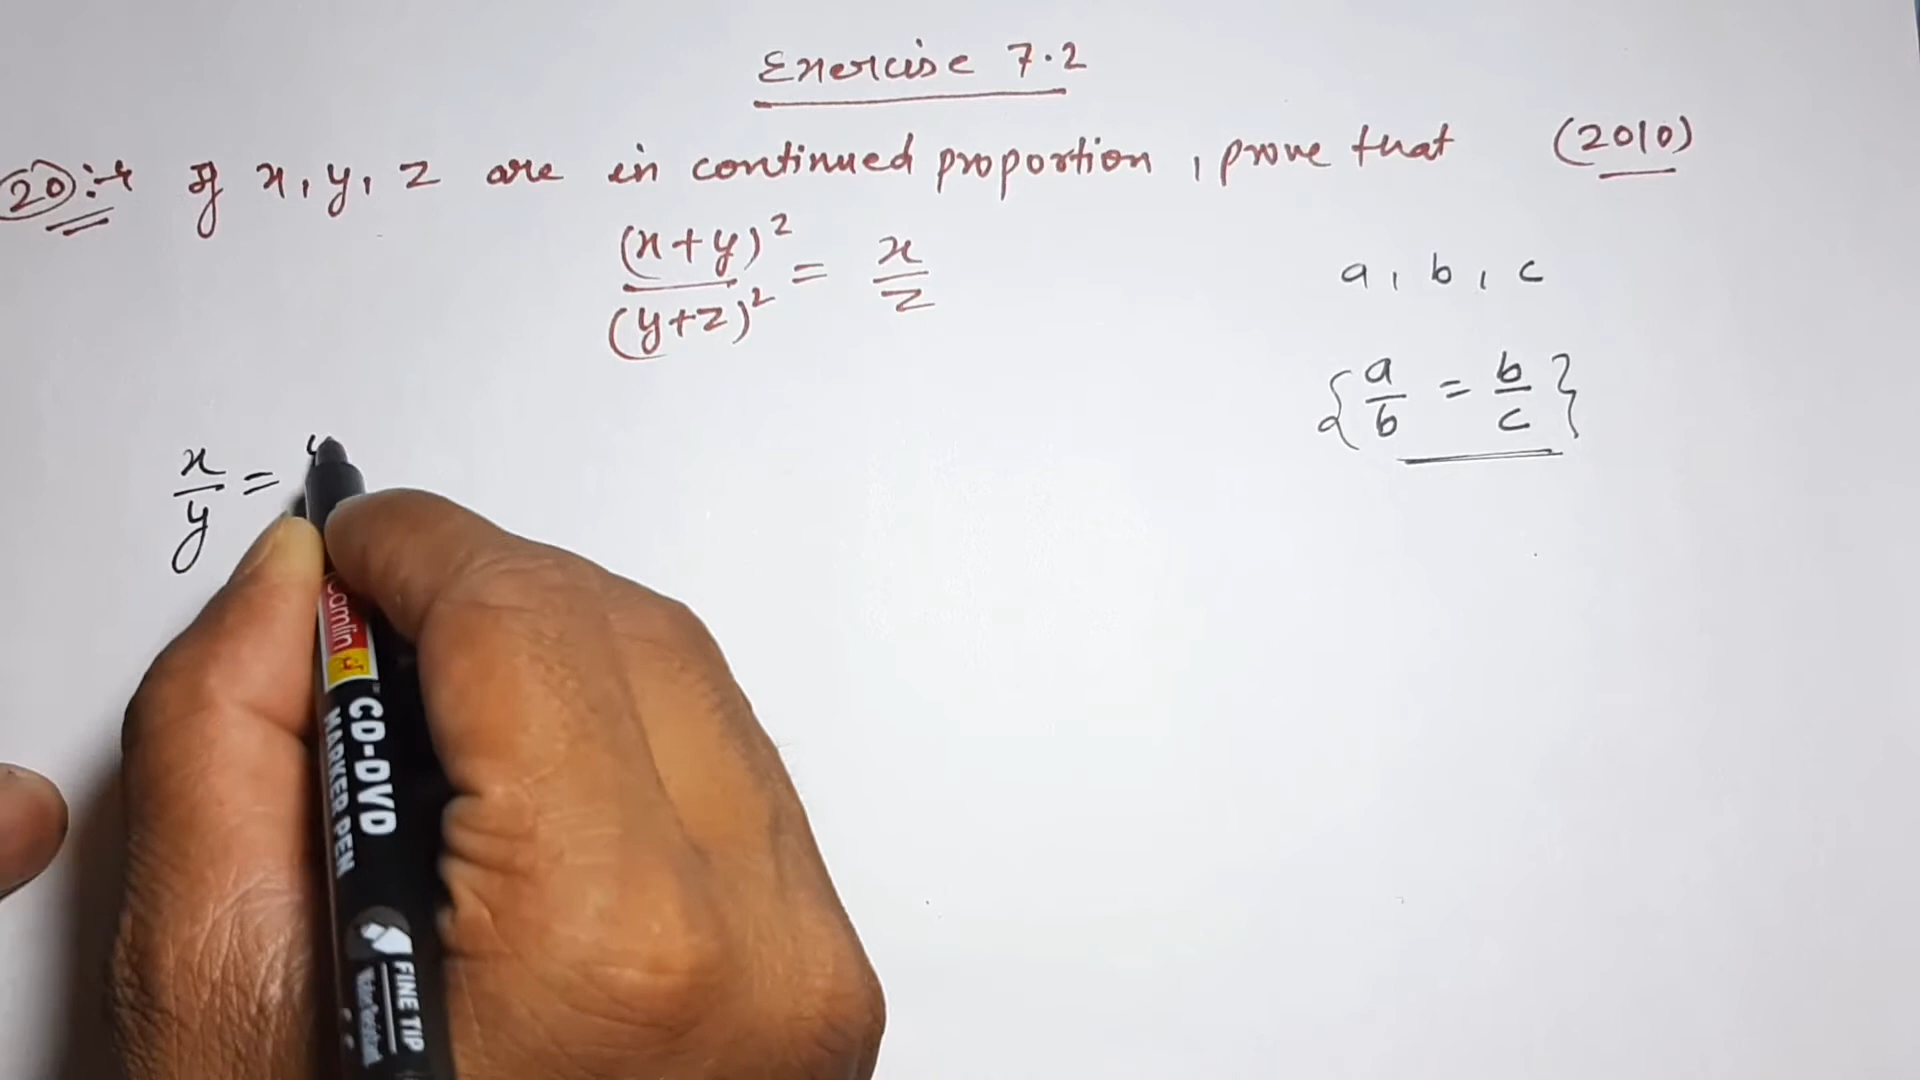 Exercise 7.2
20:→ If x, y, z are in continued proportion, prove that (2010)
(x+y)² / (y+z)² = x/z
a, b, c
{a/b = b/c}
x/y =
Camlin
CD-DVD
MARKER PEN
FINE TIP